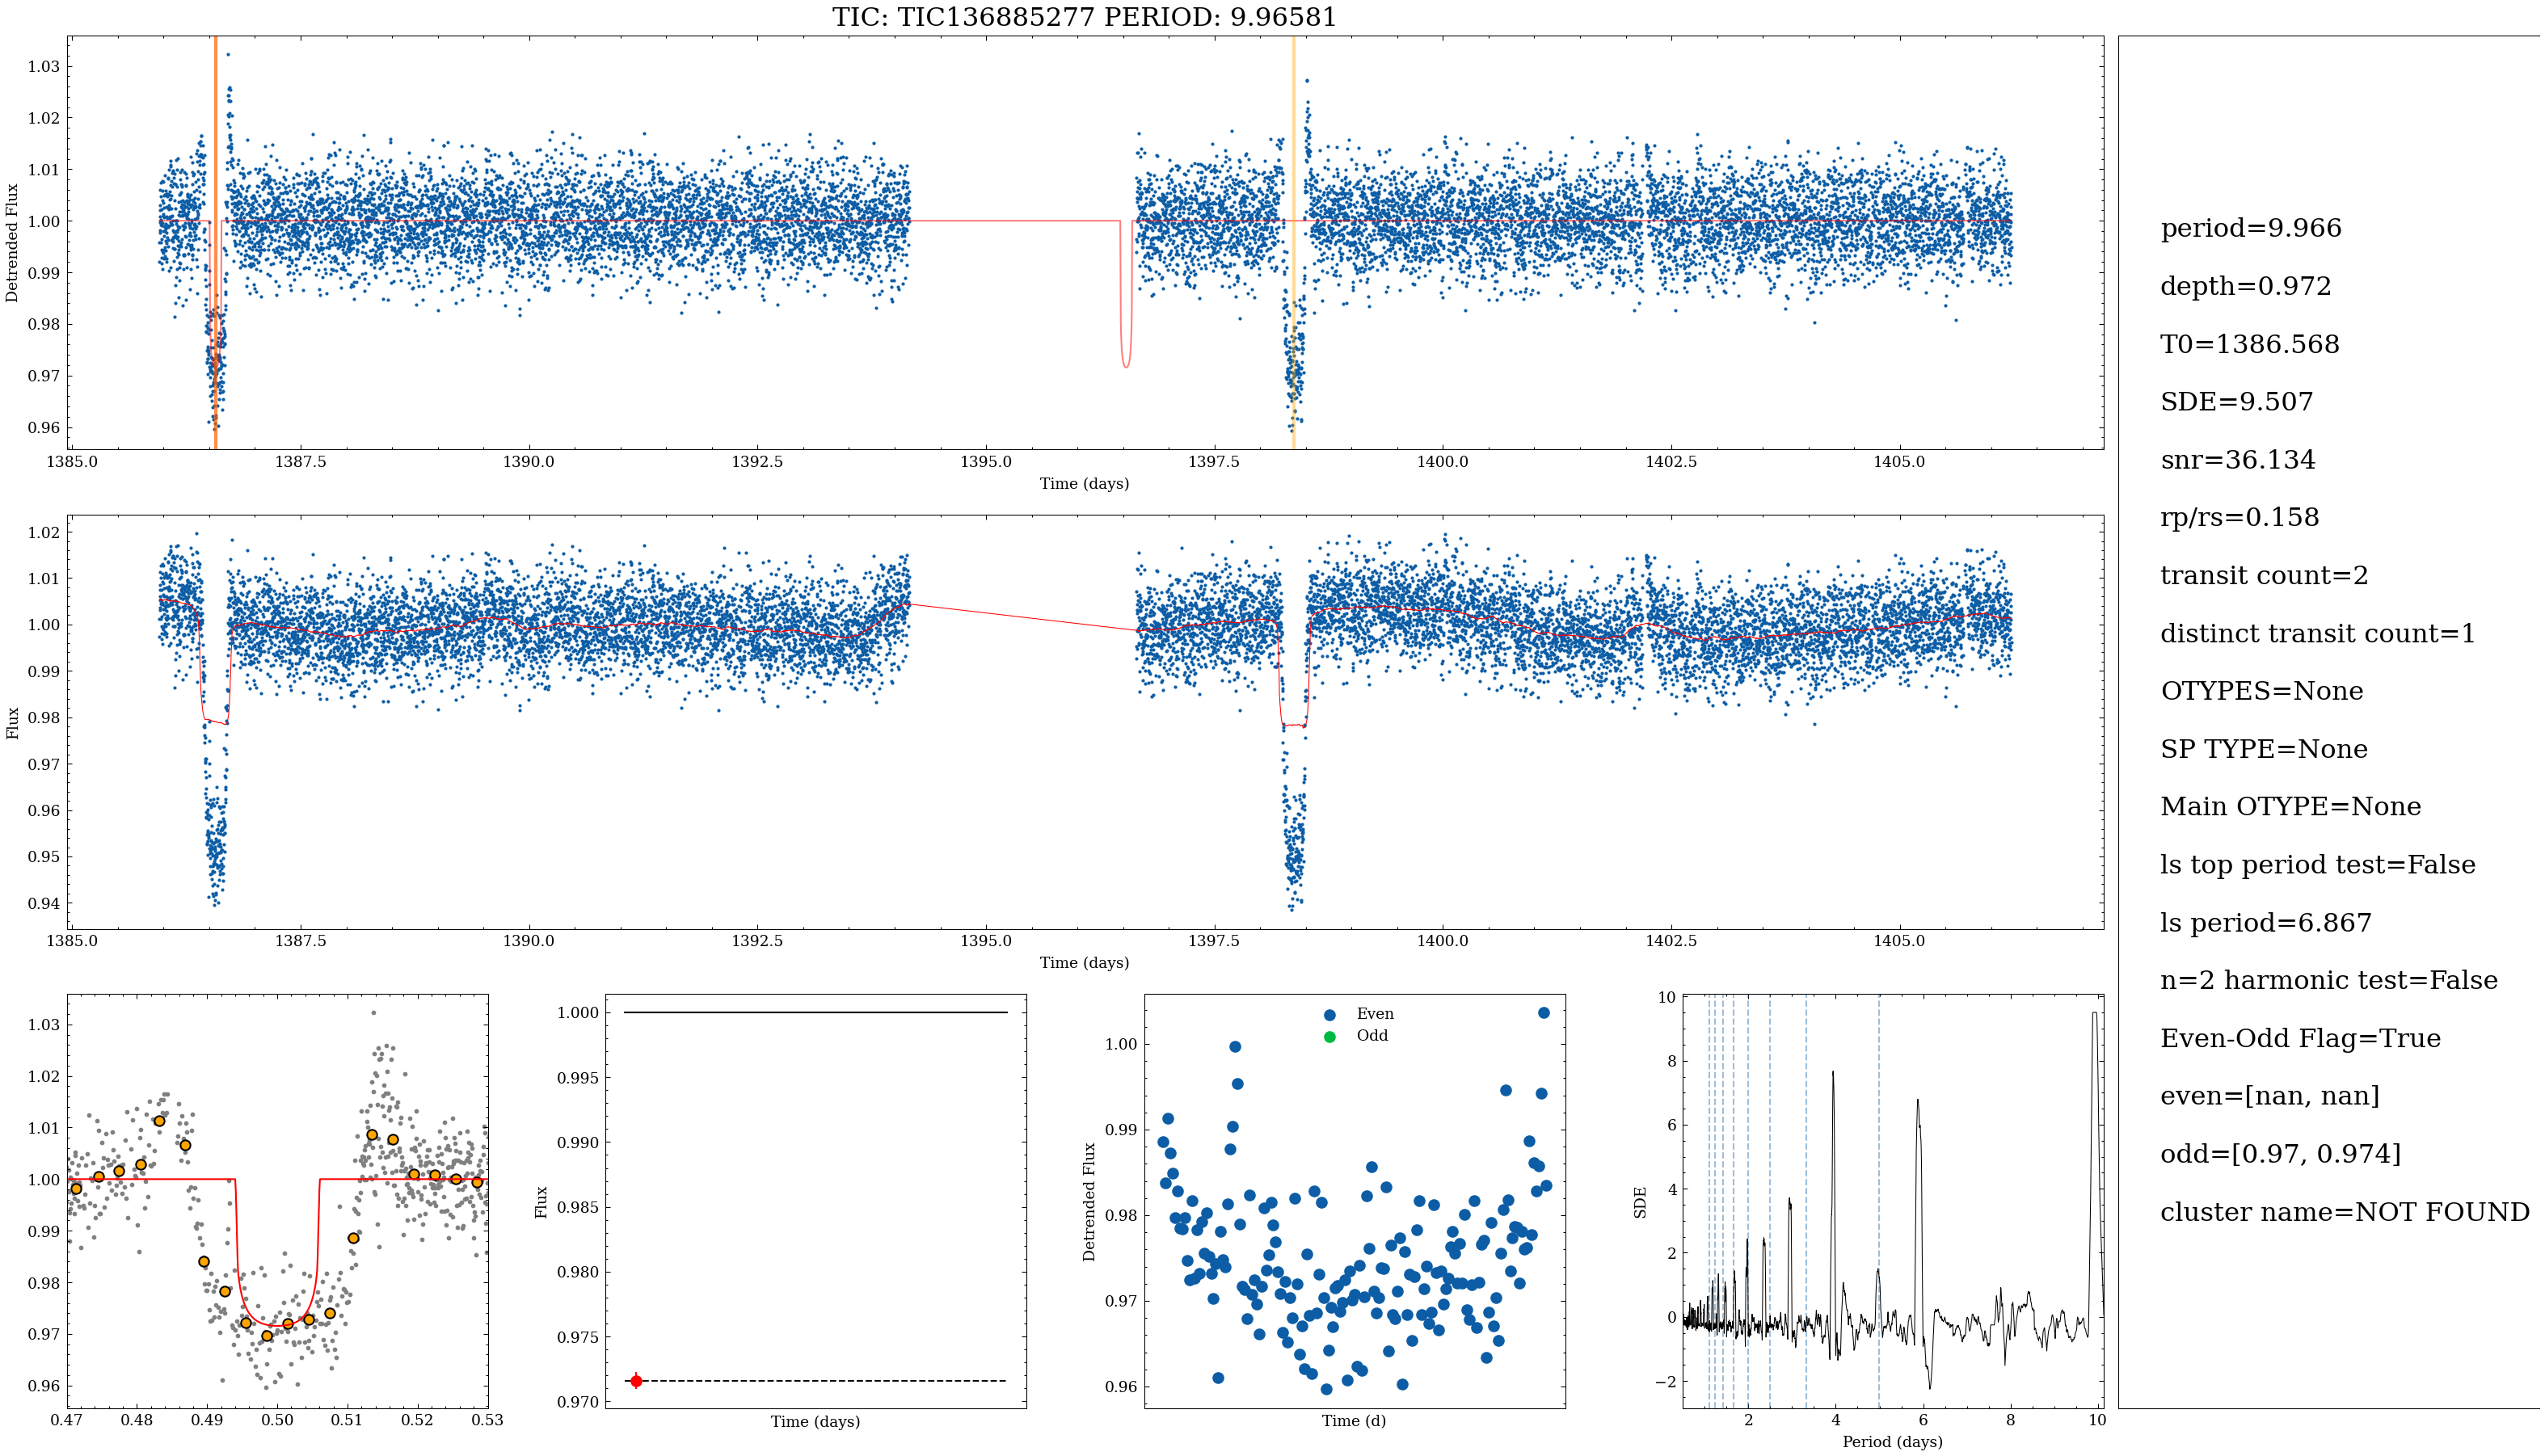 TIC: TIC136885277 PERIOD: 9.96581
1.03
1.02
1.01
1.00
0.99
0.98
0.97
0.96
Detrended Flux
1385.0 1387.5 1390.0 1392.5 1395.0 1397.5 1400.0 1402.5 1405.0
Time (days)
1.02
1.01
1.00
0.99
0.98
0.97
0.96
0.95
0.94
Flux
1385.0 1387.5 1390.0 1392.5 1395.0 1397.5 1400.0 1402.5 1405.0
Time (days)
1.03
1.02
1.01
1.00
0.99
0.98
0.97
0.96
0.47 0.48 0.49 0.50 0.51 0.52 0.53
1.000
0.995
0.990
0.985
0.980
0.975
0.970
Flux
Time (days)
Even
Odd
1.00
0.99
0.98
0.97
0.96
Detrended Flux
Time (d)
10
8
6
4
2
0
−2
SDE
2 4 6 8 10
Period (days)
period=9.966
depth=0.972
T0=1386.568
SDE=9.507
snr=36.134
rp/rs=0.158
transit count=2
distinct transit count=1
OTYPES=None
SP TYPE=None
Main OTYPE=None
ls top period test=False
ls period=6.867
n=2 harmonic test=False
Even-Odd Flag=True
even=[nan, nan]
odd=[0.97, 0.974]
cluster name=NOT FOUND